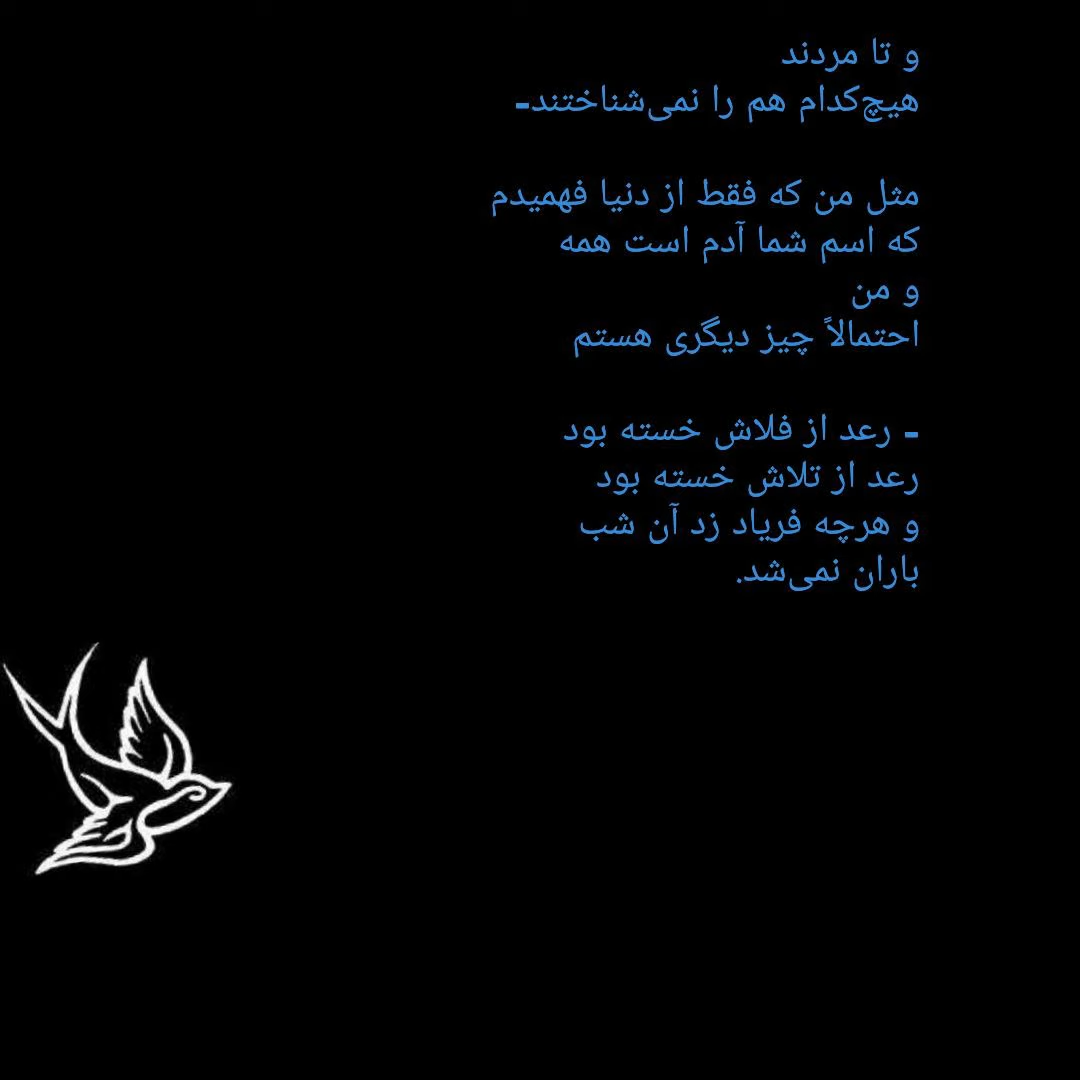 و تا مردند
هیچ‌کدام هم را نمی‌شناختند-
مثل من که فقط از دنیا فهمیدم
که اسم شما آدم است همه
و من
احتمالاً چیز دیگری هستم
- رعد از فلاش خسته بود
رعد از تلاش خسته بود
و هرچه فریاد زد آن شب
باران نمی‌شد.